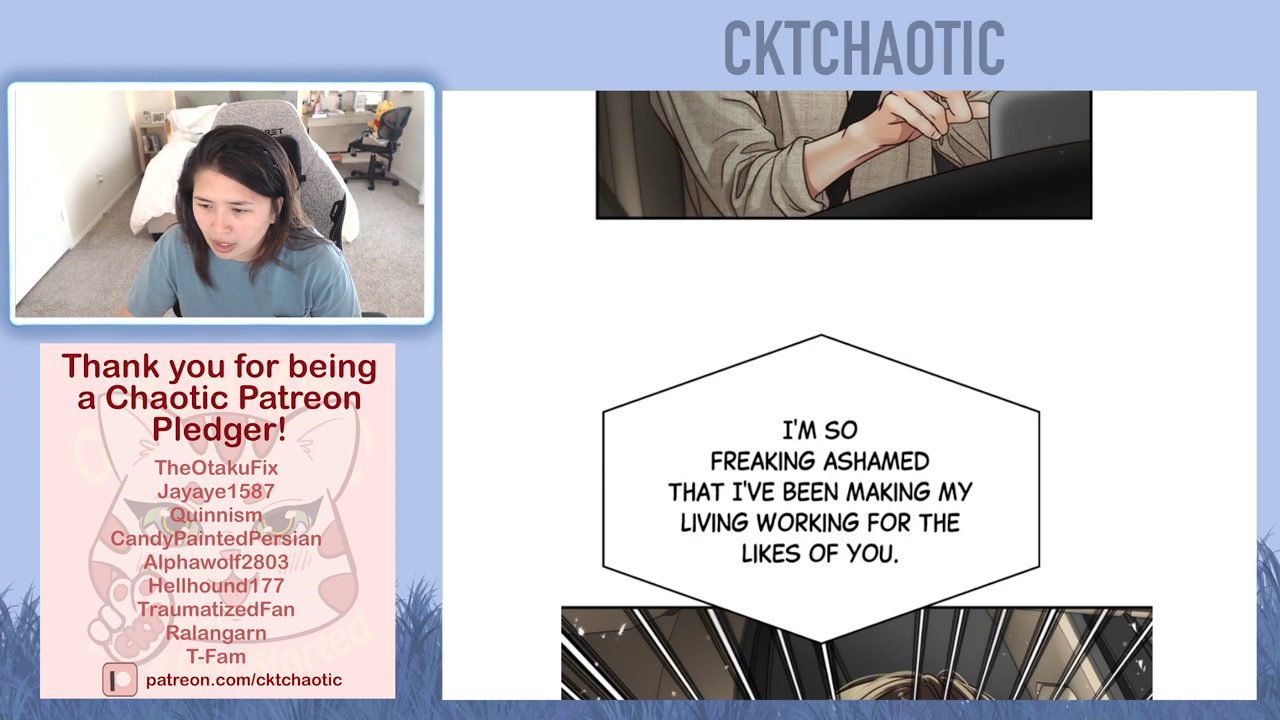 CKTCHAOTIC
Thank you for being
a Chaotic Patreon
Pledger!
TheOtakuFix
Jayaye1587
Quinnism
CandyPaintedPersian
Alphawolf2803
Hellhound177
TraumatizedFan
Ralangarn
T-Fam
patreon.com/cktchaotic
I'M SO
FREAKING ASHAMED
THAT I'VE BEEN MAKING MY
LIVING WORKING FOR THE
LIKES OF YOU.